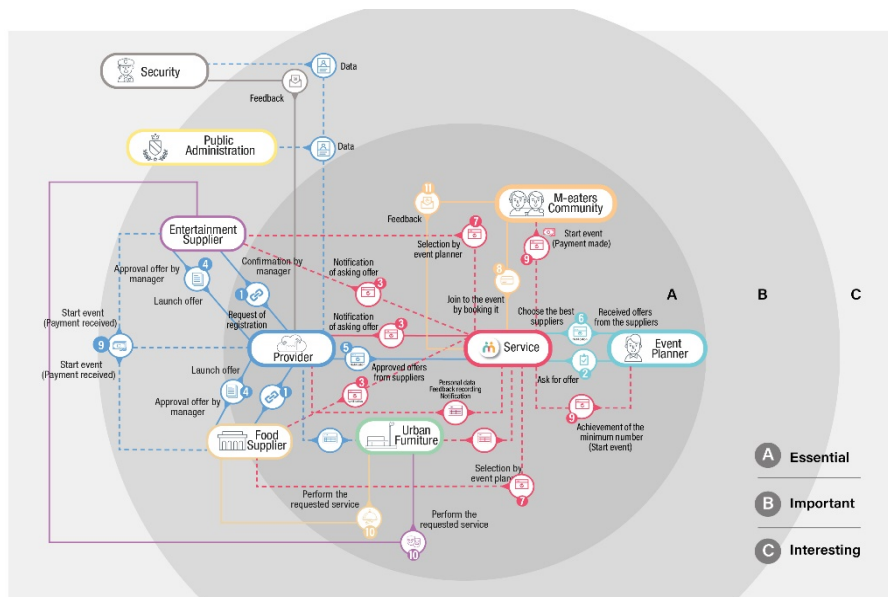 Security
Data
Feedback
Public
Administration
Data
11
M-eaters
Community
Feedback
7
Entertainment
Supplier
Selection by
event planner
Start event
(Payment made)
9
4
Confirmation by
manager
Notification
of asking offer
Approval offer by
manager
8
3
A
B
C
Launch offer
1
Request of
registration
Join to the event
by booking it
Choose the best
suppliers
6
Received offers
from the suppliers
Start event
(Payment received)
Notification
of asking offer
3
9
Provider
5
Service
Event
Planner
Start event
(Payment received)
Launch offer
Approved offers
from suppliers
2
Ask for offer
3
Personal data
Feedback recording
Notification
4
1
Approval offer by
manager
9
Achievement of the
minimum number
(Start event)
Food
Supplier
Urban
Furniture
A
Essential
Selection by
event plan
7
Perform the
requested service
B
Important
10
Perform the
requested service
10
C
Interesting